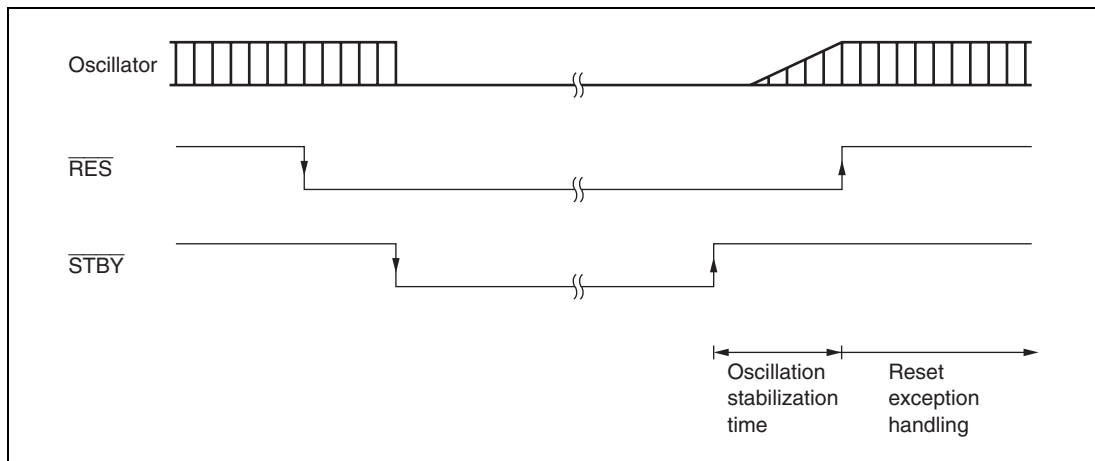 Oscillator
RES
STBY
Oscillation
stabilization
time
Reset
exception
handling